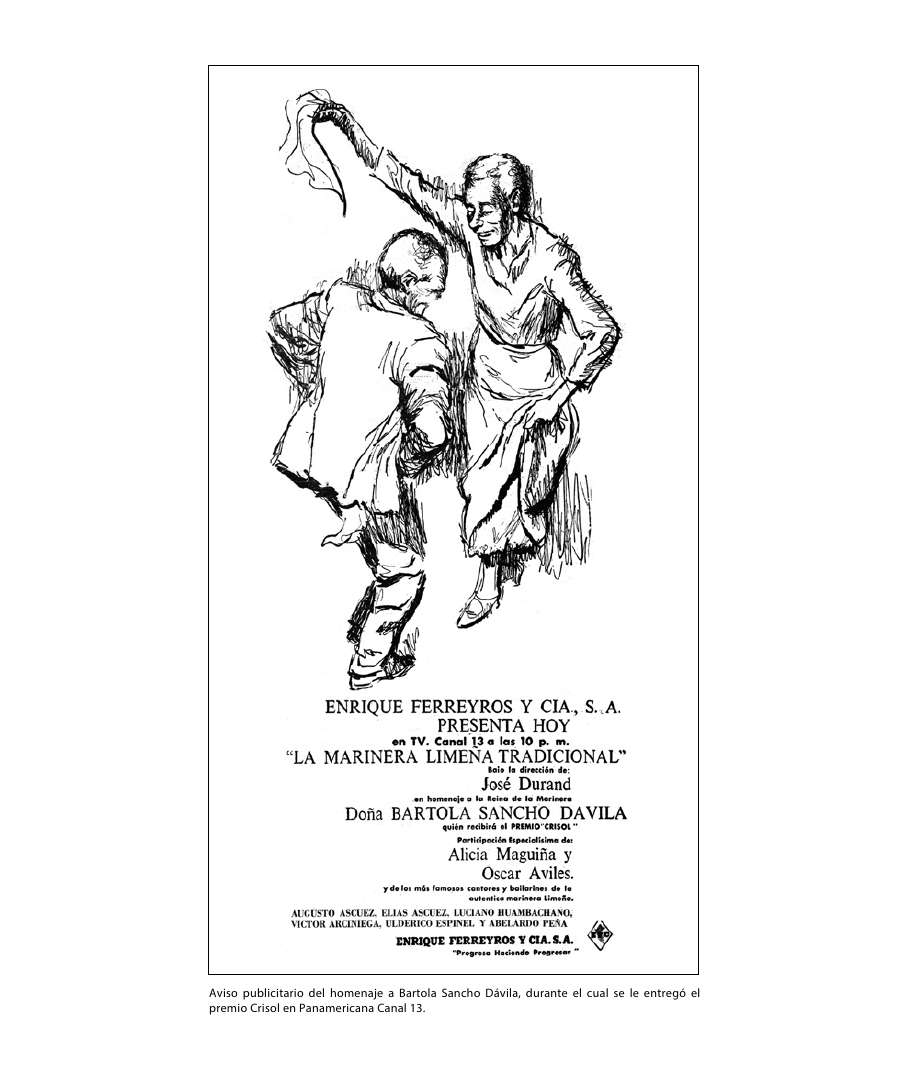 ENRIQUE FERREYROS Y CIA., S. A.
PRESENTA HOY
en TV. Canal 13 a las 10 p. m.
"LA MARINERA LIMEÑA TRADICIONAL"
Bajo la dirección de:
José Durand
en homenaje a la Reina de la Marinera
Doña BARTOLA SANCHO DAVILA
quién recibirá el PREMIO "CRISOL"
Participación Especialísima de:
Alicia Maguiña y
Oscar Aviles.
y de los más famosos cantores y bailarines de la
autentica marinera Limeña.
AUGUSTO ASCUEZ, ELIAS ASCUEZ, LUCIANO HUAMBACHANO,
VICTOR ARCINIEGA, ULDERICO ESPINEL Y ABELARDO PEÑA
ENRIQUE FERREYROS Y CIA. S.A.
"Progresa Haciendo Progresar"
Aviso publicitario del homenaje a Bartola Sancho Dávila, durante el cual se le entregó el
premio Crisol en Panamericana Canal 13.